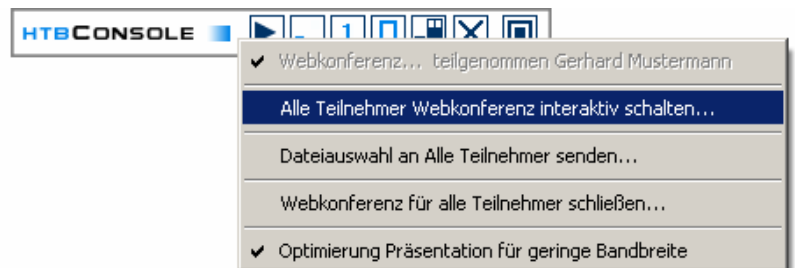 HTBCONSOLE 1
Webkonferenz... teilgenommen Gerhard Mustermann
Alle Teilnehmer Webkonferenz interaktiv schalten...
Dateiauswahl an Alle Teilnehmer senden...
Webkonferenz für alle Teilnehmer schließen...
Optimierung Präsentation für geringe Bandbreite